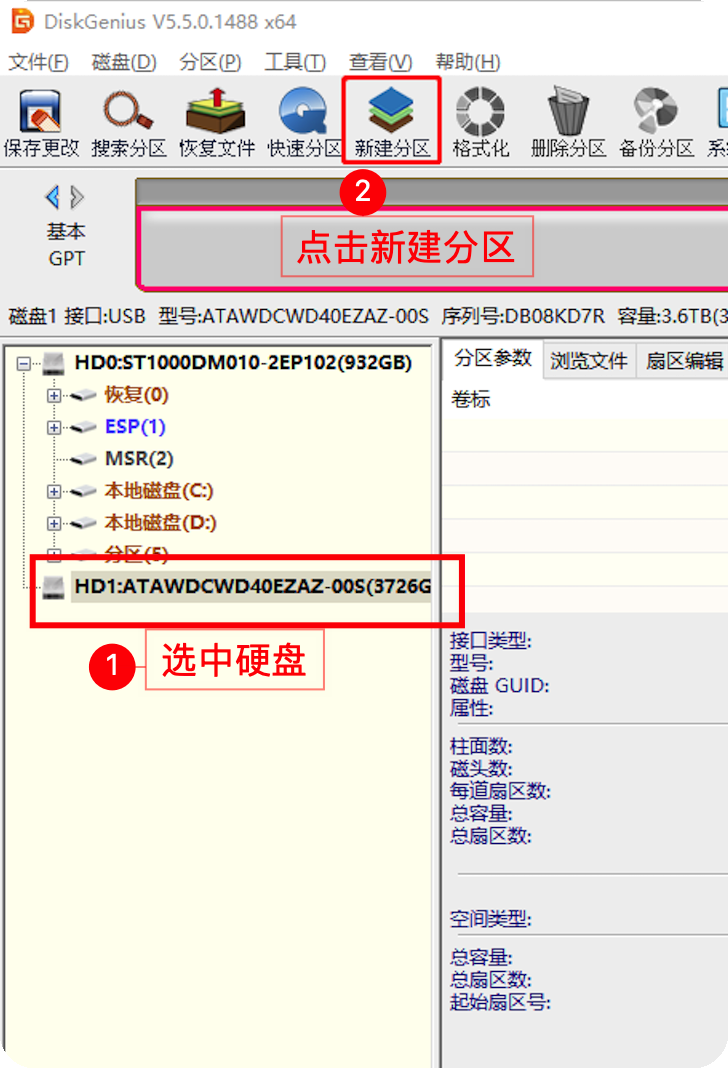 DiskGenius V5.5.0.1488 x64
文件(F) 磁盘(D) 分区(P) 工具(T) 查看(V) 帮助(H)
保存更改 搜索分区 恢复文件 快速分区 新建分区 格式化 删除分区 备份分区
2
基本
GPT
点击新建分区
磁盘1 接口:USB 型号:ATAWDCWD40EZAZ-00S 序列号:DB08KD7R 容量:3.6TB(3
HD0:ST1000DM010-2EP102(932GB)
恢复(0)
ESP(1)
MSR(2)
本地磁盘(C:)
本地磁盘(D:)
分区(5)
HD1:ATAWDCWD40EZAZ-00S(3726G
1 选中硬盘
分区参数 浏览文件 扇区编辑
卷标
接口类型:
型号:
磁盘 GUID:
属性:
柱面数:
磁头数:
每道扇区数:
总容量:
总扇区数:
空间类型:
总容量:
总扇区数:
起始扇区号: